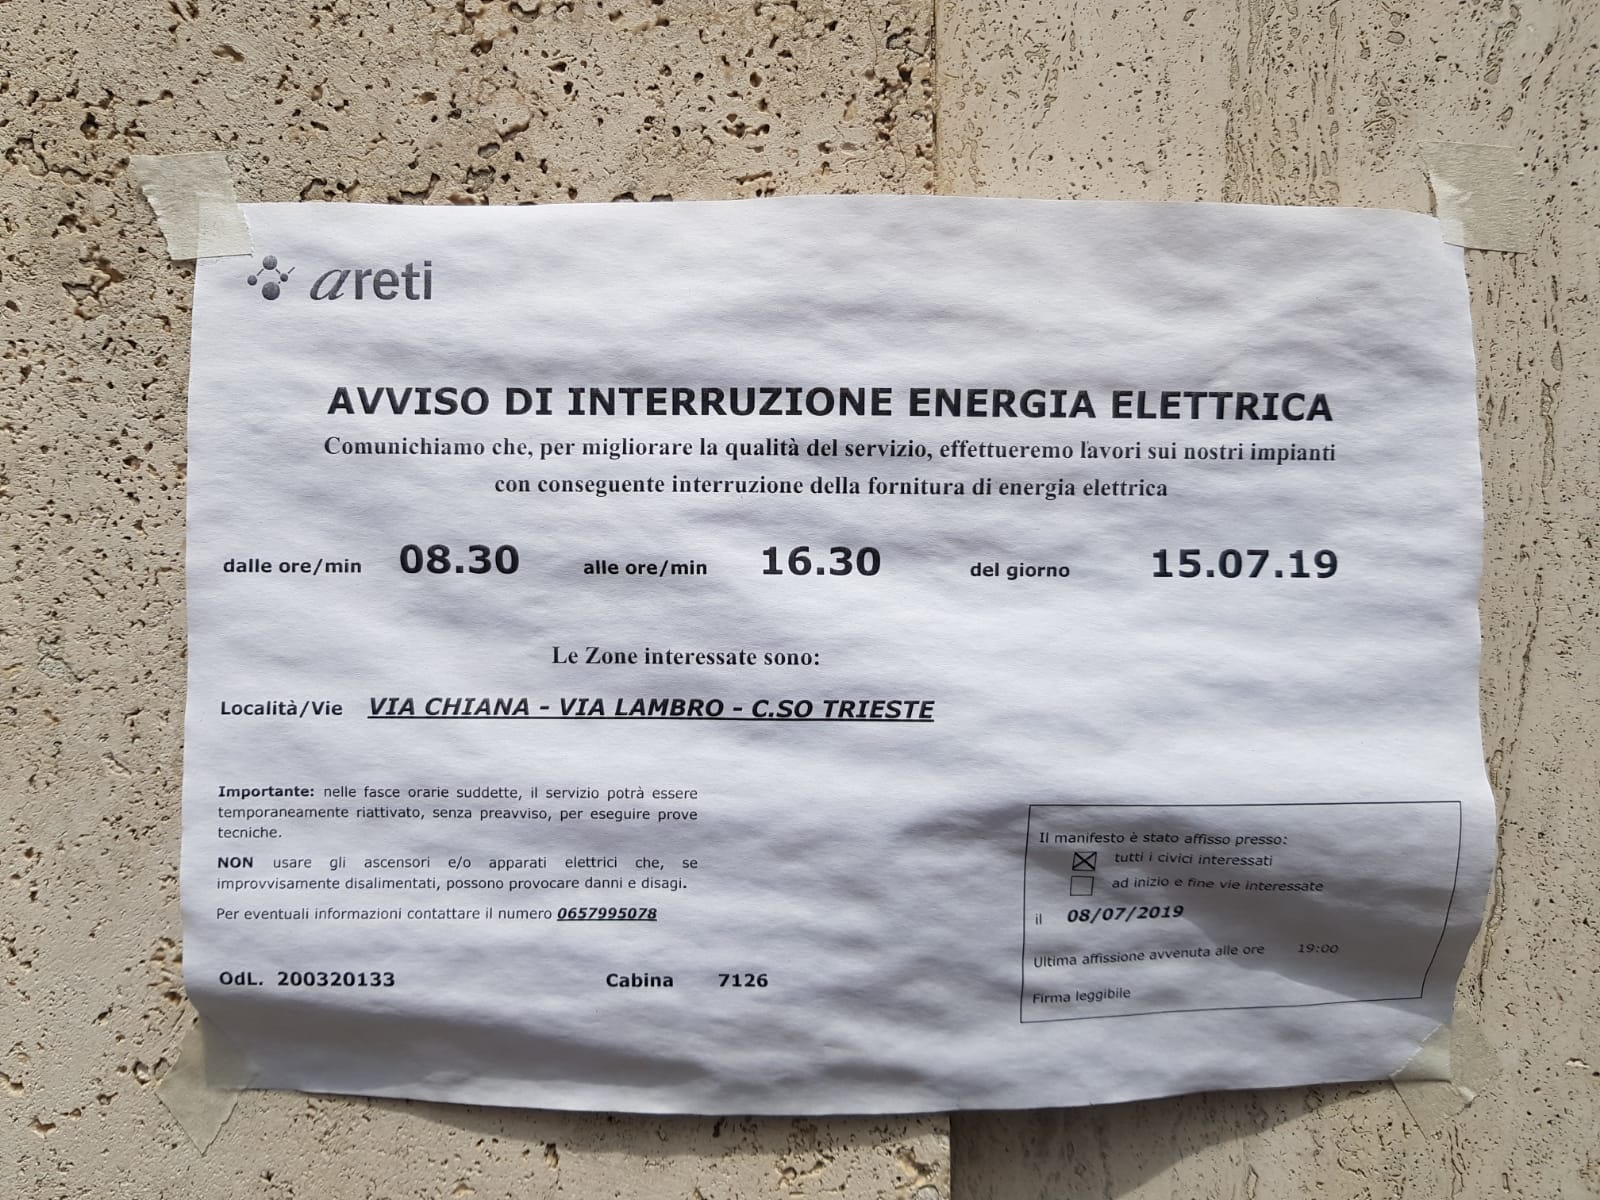 areti
AVVISO DI INTERRUZIONE ENERGIA ELETTRICA
Comunichiamo che, per migliorare la qualità del servizio, effettueremo lavori sui nostri impianti
con conseguente interruzione della fornitura di energia elettrica
dalle ore/min 08.30 alle ore/min 16.30 del giorno 15.07.19
Le Zone interessate sono:
Località/Vie VIA CHIANA - VIA LAMBRO - C.SO TRIESTE
Importante: nelle fasce orarie suddette, il servizio potrà essere
temporaneamente riattivato, senza preavviso, per eseguire prove
tecniche.
NON usare gli ascensori e/o apparati elettrici che, se
improvvisamente disalimentati, possono provocare danni e disagi.
Per eventuali informazioni contattare il numero 0657995078
OdL. 200320133 Cabina 7126
Il manifesto è stato affisso presso:
tutti i civici interessati
ad inizio e fine vie interessate
il 08/07/2019
Ultima affissione avvenuta alle ore 19:00
Firma leggibile